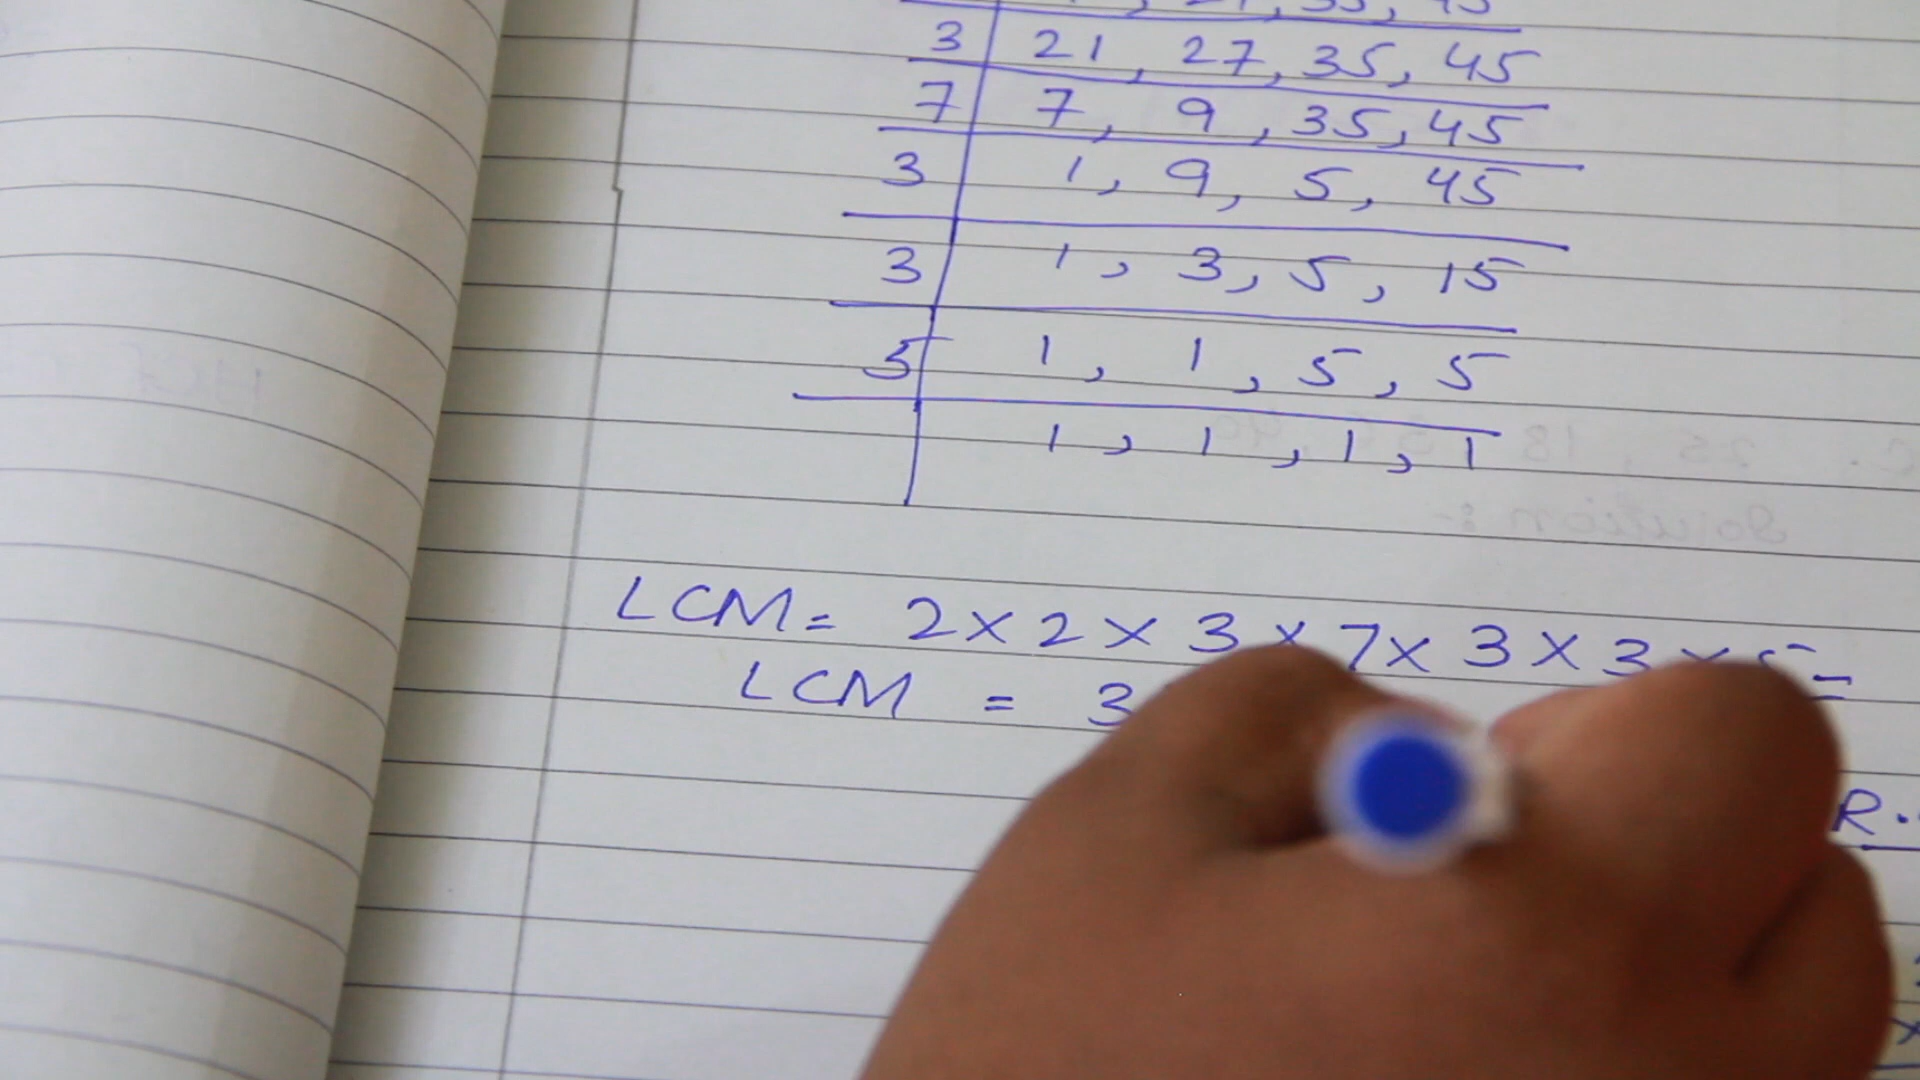 3 21, 27, 35, 45
7 7, 9, 35, 45
3 1, 9, 5, 45
3 1, 3, 5, 15
5 1, 1, 5, 5
1, 1, 1, 1
LCM = 2 × 2 × 3 × 7 × 3 × 3 × 5 =
LCM = 3
R.